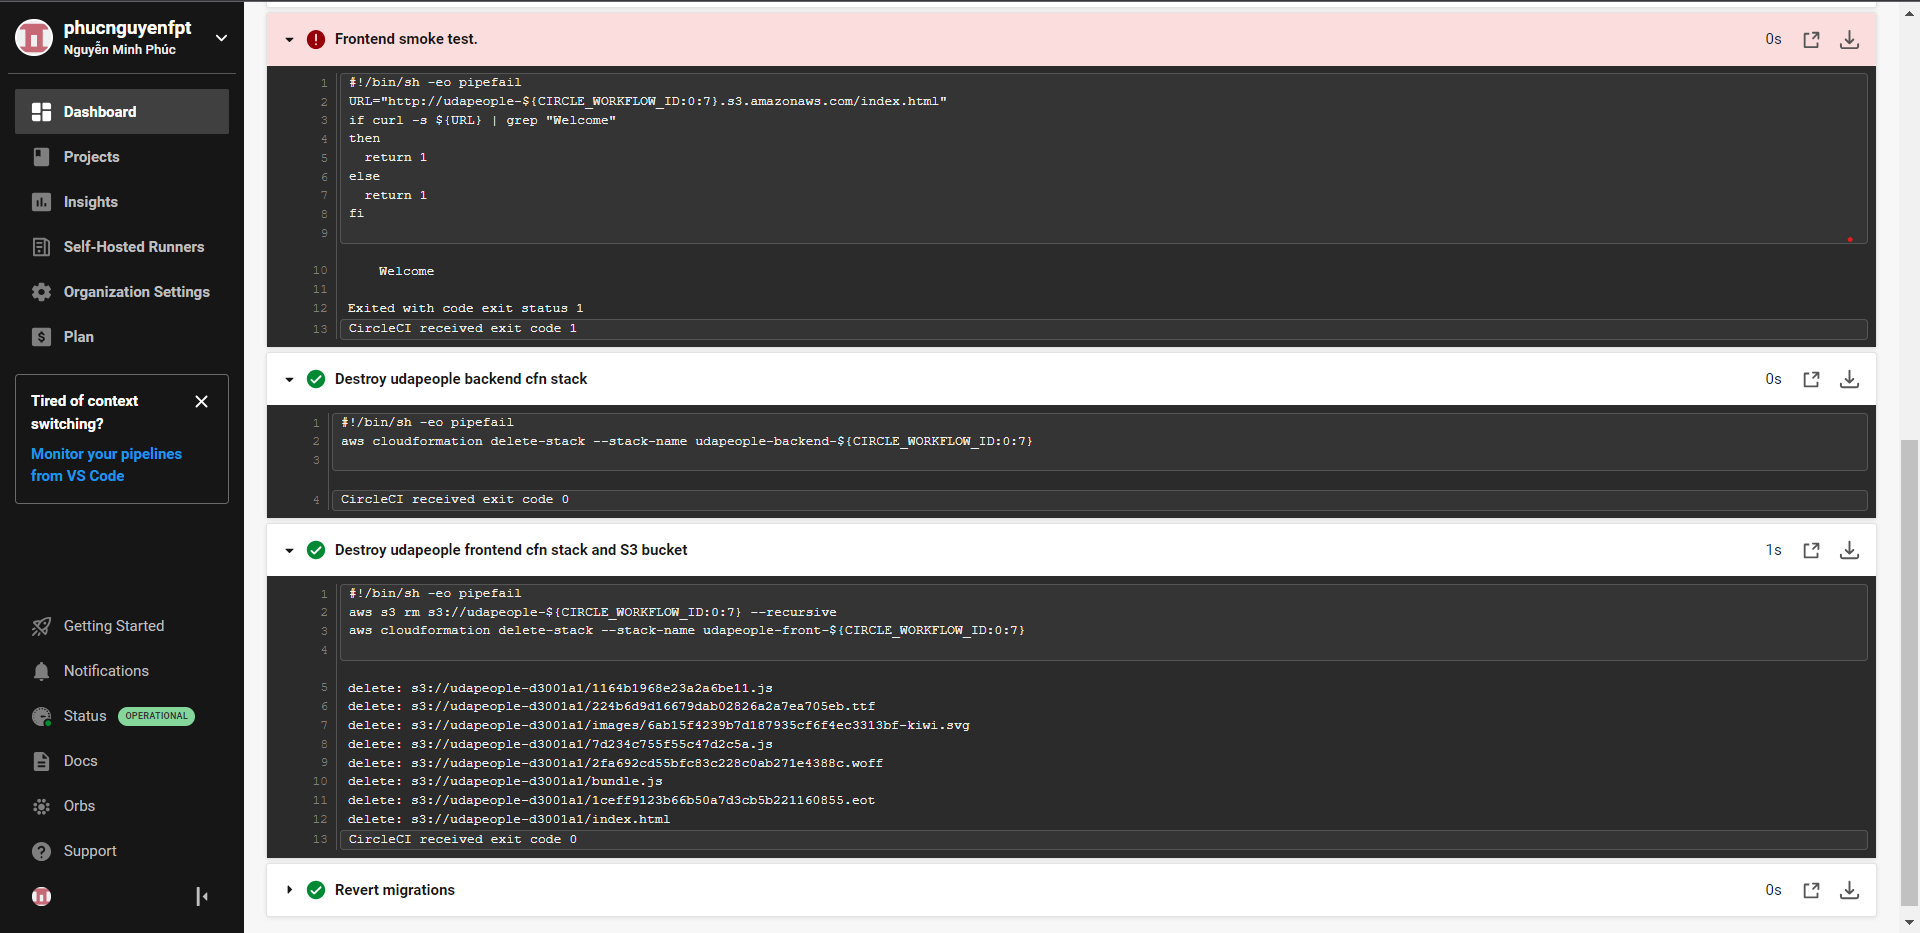 phucnguyenfpt
Nguyễn Minh Phúc
Dashboard
Projects
Insights
Self-Hosted Runners
Organization Settings
Plan
Tired of context
switching?
Monitor your pipelines
from VS Code
Getting Started
Notifications
Status OPERATIONAL
Docs
Orbs
Support
Frontend smoke test.
0s
1 #!/bin/sh -eo pipefail
2 URL="http://udapeople-${CIRCLE_WORKFLOW_ID:0:7}.s3.amazonaws.com/index.html"
3 if curl -s ${URL} | grep "Welcome"
4 then
5   return 1
6 else
7   return 1
8 fi
9
10     Welcome
11
12 Exited with code exit status 1
13 CircleCI received exit code 1
Destroy udapeople backend cfn stack
0s
1 #!/bin/sh -eo pipefail
2 aws cloudformation delete-stack --stack-name udapeople-backend-${CIRCLE_WORKFLOW_ID:0:7}
3
4 CircleCI received exit code 0
Destroy udapeople frontend cfn stack and S3 bucket
1s
1 #!/bin/sh -eo pipefail
2 aws s3 rm s3://udapeople-${CIRCLE_WORKFLOW_ID:0:7} --recursive
3 aws cloudformation delete-stack --stack-name udapeople-front-${CIRCLE_WORKFLOW_ID:0:7}
4
5 delete: s3://udapeople-d3001a1/1164b1968e23a2a6be11.js
6 delete: s3://udapeople-d3001a1/224b6d9d16679dab02826a2a7ea705eb.ttf
7 delete: s3://udapeople-d3001a1/images/6ab15f4239b7d187935cf6f4ec3313bf-kiwi.svg
8 delete: s3://udapeople-d3001a1/7d234c755f55c47d2c5a.js
9 delete: s3://udapeople-d3001a1/2fa692cd55bfc83c228c0ab271e4388c.woff
10 delete: s3://udapeople-d3001a1/bundle.js
11 delete: s3://udapeople-d3001a1/1ceff9123b66b50a7d3cb5b221160855.eot
12 delete: s3://udapeople-d3001a1/index.html
13 CircleCI received exit code 0
Revert migrations
0s